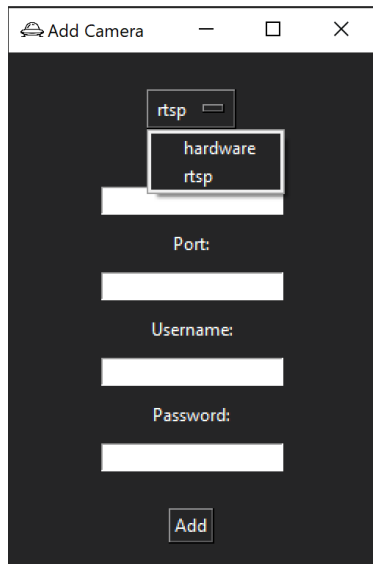 Add Camera
rtsp
hardware
rtsp
Port:
Username:
Password:
Add